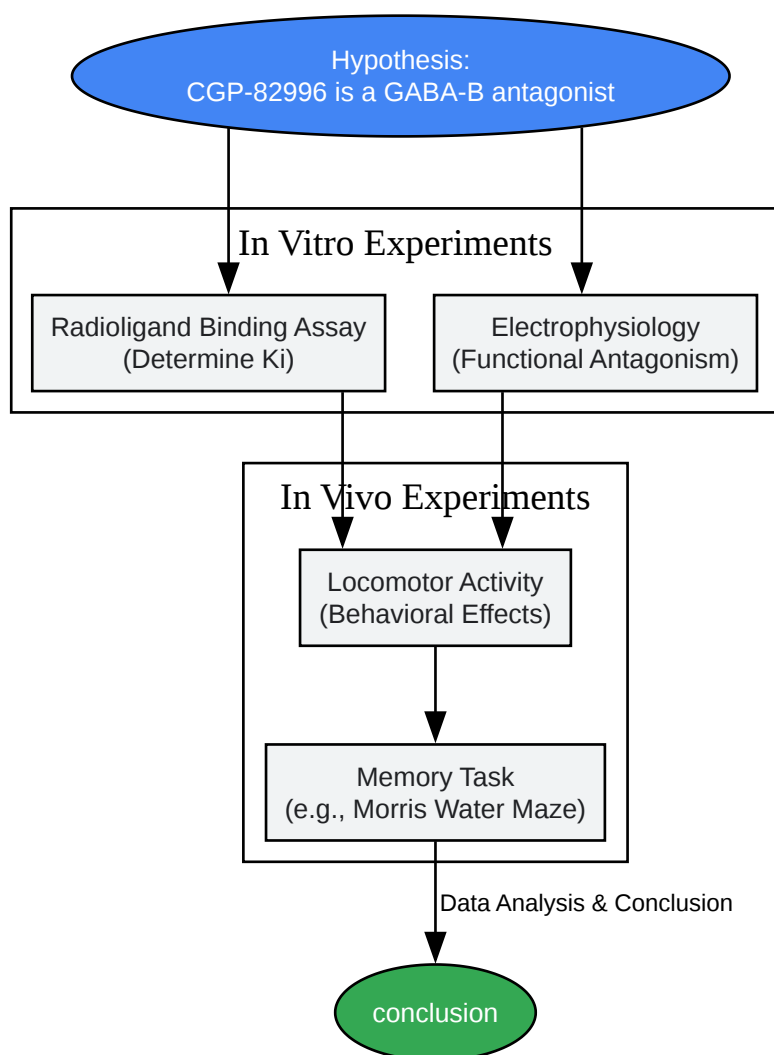 Hypothesis:
CGP-82996 is a GABA-B antagonist
In Vitro Experiments
Radioligand Binding Assay
(Determine Ki)
Electrophysiology
(Functional Antagonism)
In Vivo Experiments
Locomotor Activity
(Behavioral Effects)
Memory Task
(e.g., Morris Water Maze)
Data Analysis & Conclusion
conclusion